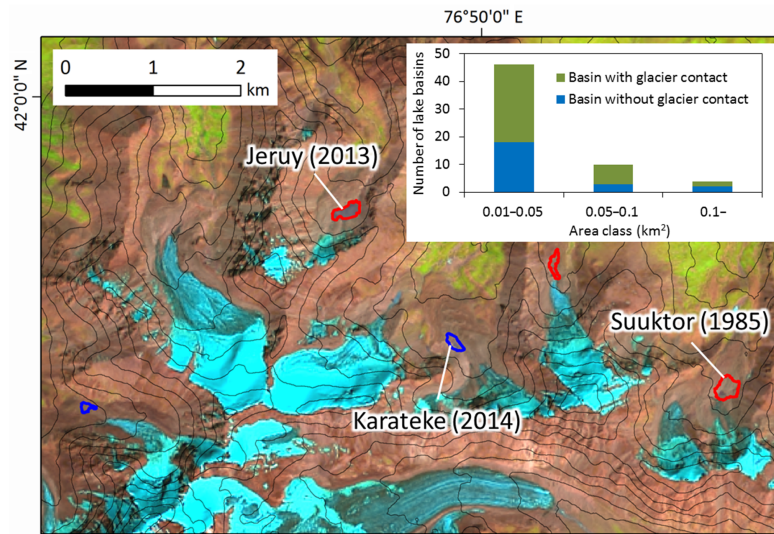 76°50'0" E
42°0'0" N
0 1 2
km
Jeruy (2013)
Karateke (2014)
Suuktor (1985)
Number of lake baisins
50
40
30
20
10
0
Basin with glacier contact
Basin without glacier contact
0.01–0.05 0.05–0.1 0.1–
Area class (km²)